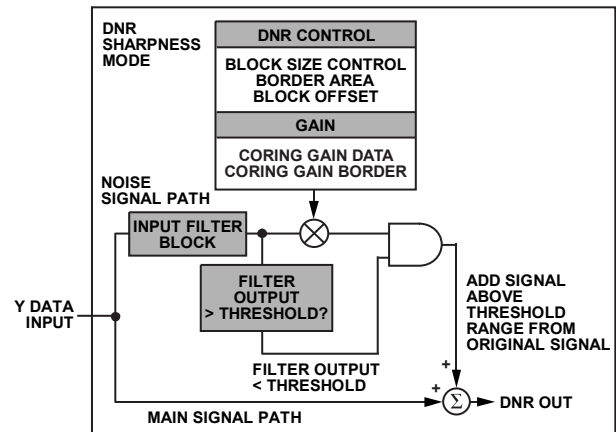 DNR
SHARPNESS
MODE
DNR CONTROL
BLOCK SIZE CONTROL
BORDER AREA
BLOCK OFFSET
GAIN
CORING GAIN DATA
CORING GAIN BORDER
NOISE
SIGNAL PATH
INPUT FILTER
BLOCK
FILTER
OUTPUT
> THRESHOLD?
Y DATA
INPUT
FILTER OUTPUT
< THRESHOLD
ADD SIGNAL
ABOVE
THRESHOLD
RANGE FROM
ORIGINAL SIGNAL
+
+
Σ
DNR OUT
MAIN SIGNAL PATH